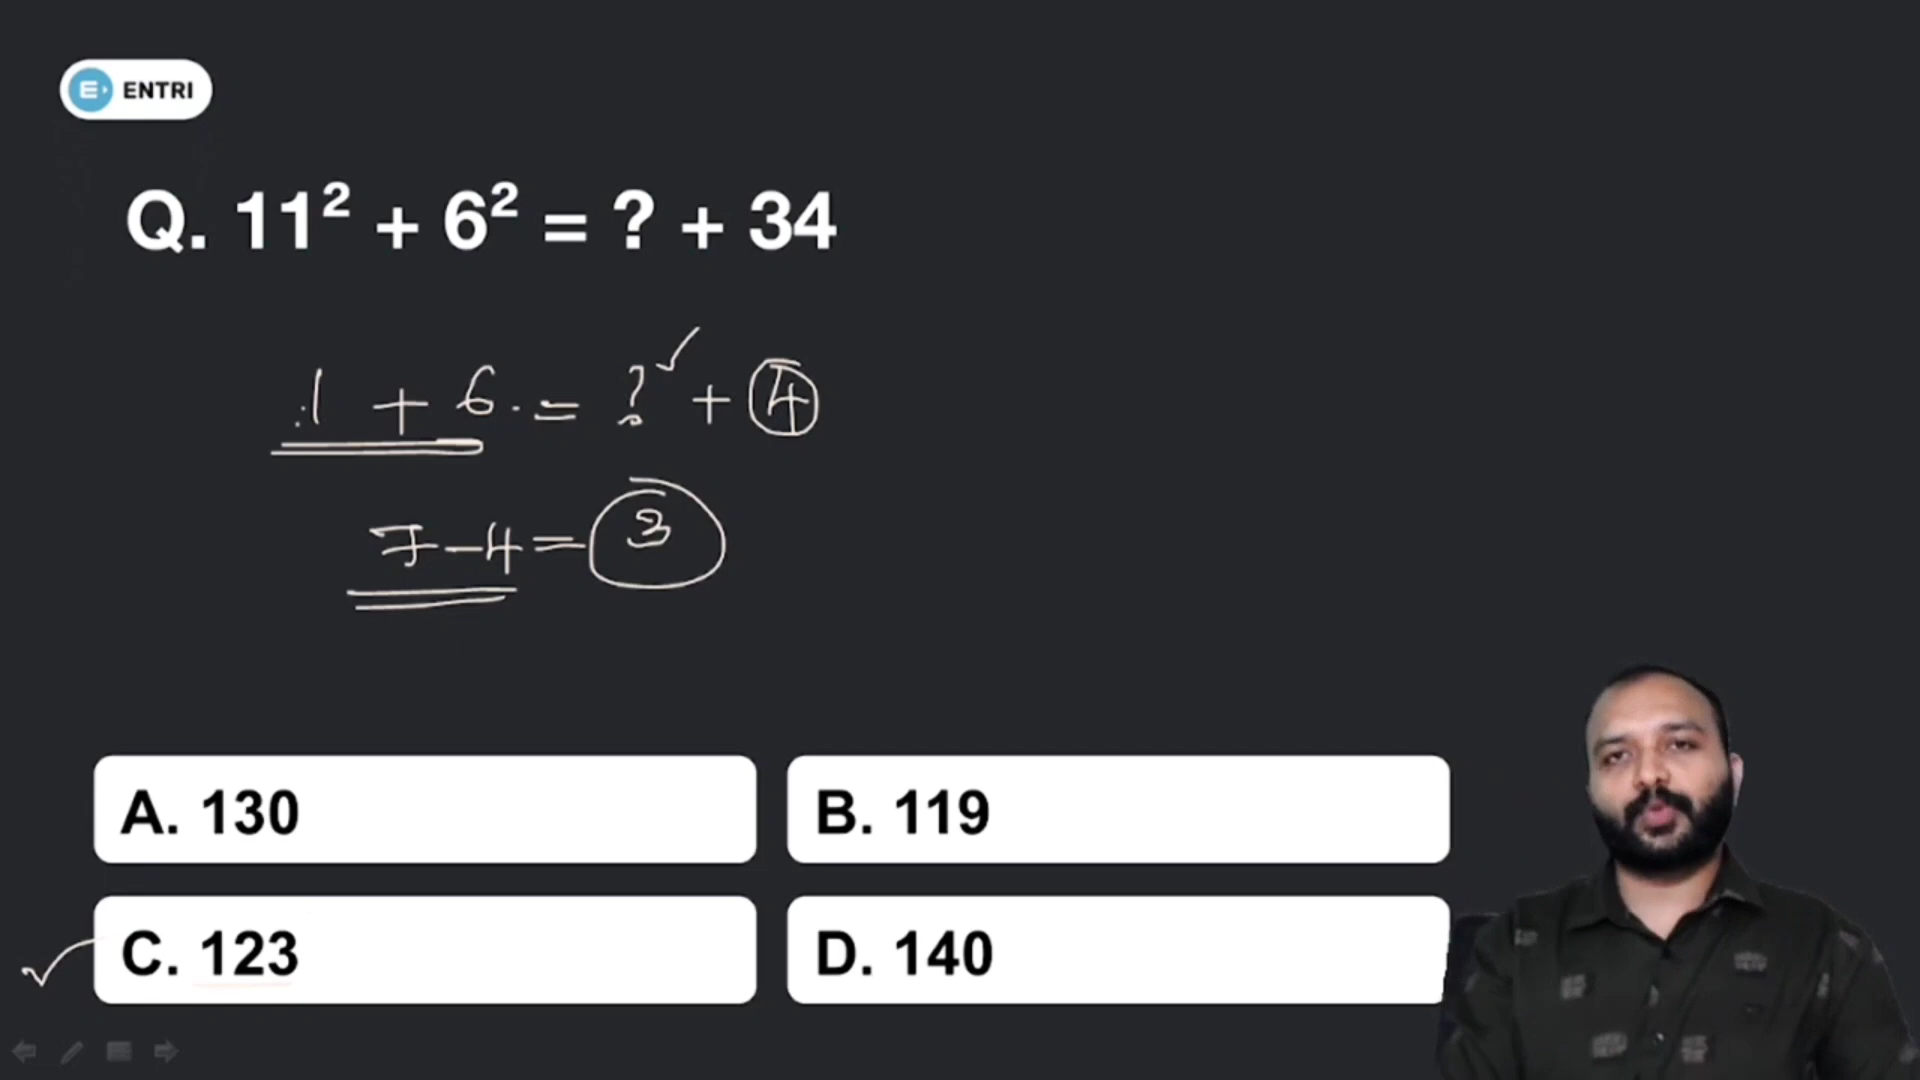 ENTRI
Q. 11² + 6² = ? + 34
1 + 6 = ? + 4
7 - 4 = 3
A. 130
B. 119
C. 123
D. 140